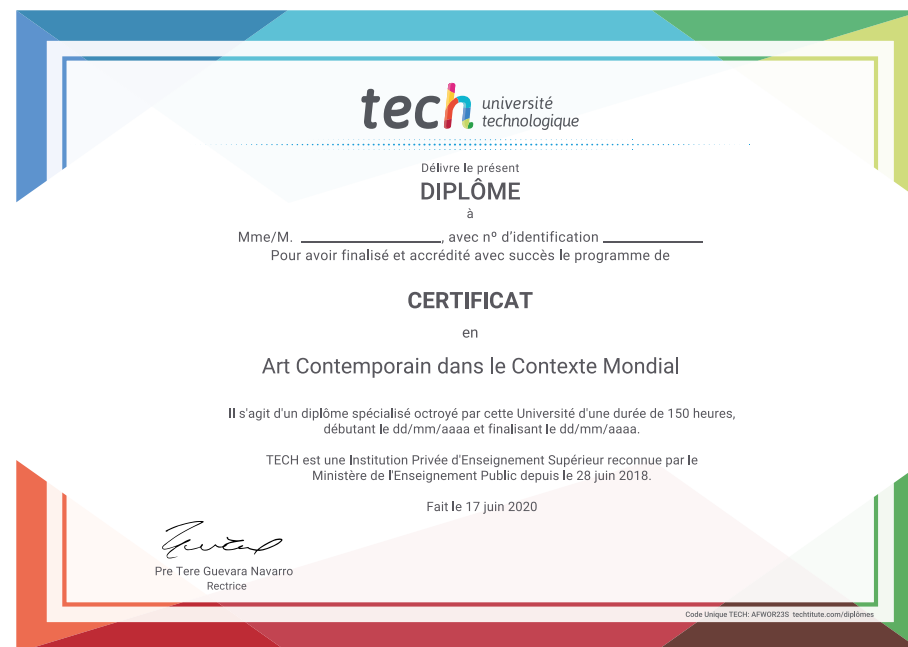 tech université
technologique
Délivre le présent
DIPLÔME
à
Mme/M. ____________________, avec nº d'identification ______________
Pour avoir finalisé et accrédité avec succès le programme de
CERTIFICAT
en
Art Contemporain dans le Contexte Mondial
Il s'agit d'un diplôme spécialisé octroyé par cette Université d'une durée de 150 heures,
débutant le dd/mm/aaaa et finalisant le dd/mm/aaaa.
TECH est une Institution Privée d'Enseignement Supérieur reconnue par le
Ministère de l'Enseignement Public depuis le 28 juin 2018.
Fait le 17 juin 2020
Pre Tere Guevara Navarro
Rectrice
Code Unique TECH: AFWOR23S techtitute.com/diplômes